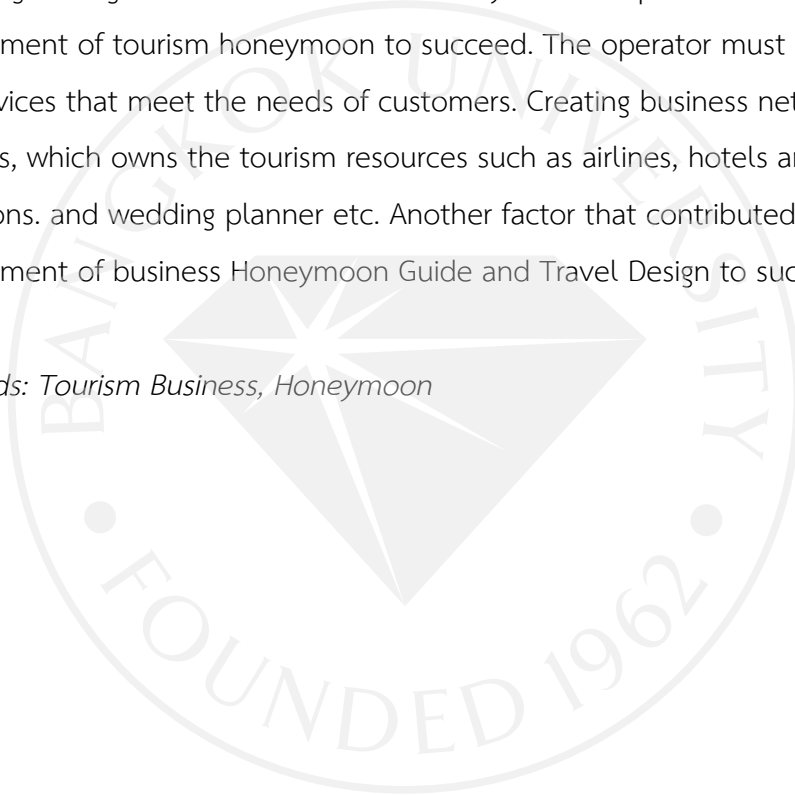 ment of tourism honeymoon to succeed. The operator must
vices that meet the needs of customers. Creating business net
s, which owns the tourism resources such as airlines, hotels a
ons. and wedding planner etc. Another factor that contributed
ment of business Honeymoon Guide and Travel Design to suc
ds: Tourism Business, Honeymoon
BANGKOK UNIVERSITY
FOUNDED 1962